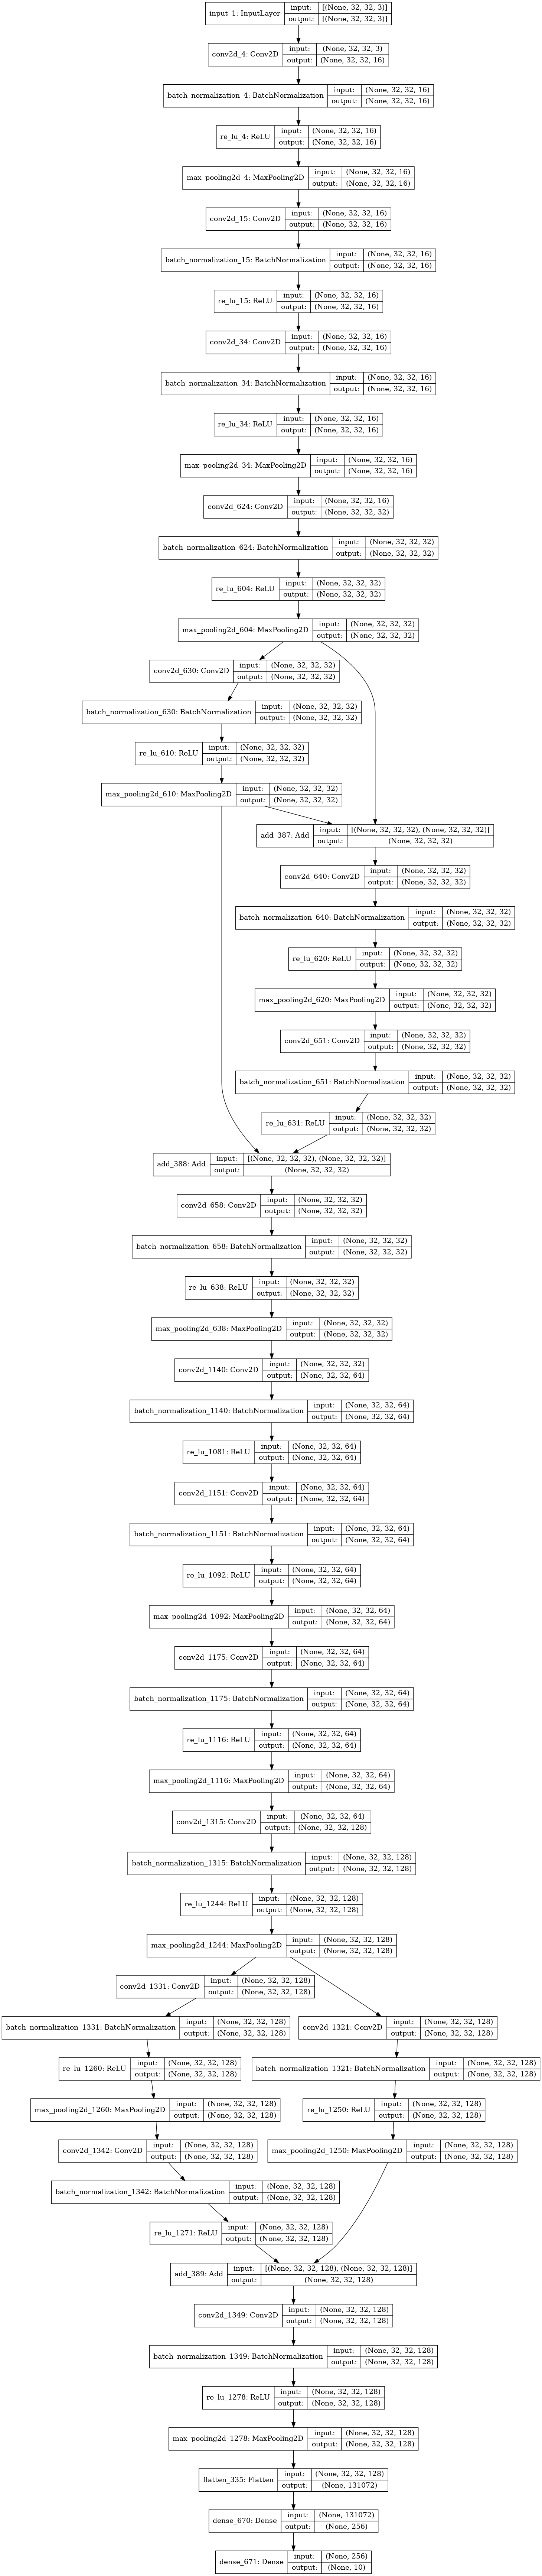 input_1: InputLayer input: [(None, 32, 32, 3)]
output: [(None, 32, 32, 3)]
conv2d_4: Conv2D input: (None, 32, 32, 3)
output: (None, 32, 32, 16)
batch_normalization_4: BatchNormalization input: (None, 32, 32, 16)
output: (None, 32, 32, 16)
re_lu_4: ReLU input: (None, 32, 32, 16)
output: (None, 32, 32, 16)
max_pooling2d_4: MaxPooling2D input: (None, 32, 32, 16)
output: (None, 32, 32, 16)
conv2d_15: Conv2D input: (None, 32, 32, 16)
output: (None, 32, 32, 16)
batch_normalization_15: BatchNormalization input: (None, 32, 32, 16)
output: (None, 32, 32, 16)
re_lu_15: ReLU input: (None, 32, 32, 16)
output: (None, 32, 32, 16)
conv2d_34: Conv2D input: (None, 32, 32, 16)
output: (None, 32, 32, 16)
batch_normalization_34: BatchNormalization input: (None, 32, 32, 16)
output: (None, 32, 32, 16)
re_lu_34: ReLU input: (None, 32, 32, 16)
output: (None, 32, 32, 16)
max_pooling2d_34: MaxPooling2D input: (None, 32, 32, 16)
output: (None, 32, 32, 16)
conv2d_624: Conv2D input: (None, 32, 32, 16)
output: (None, 32, 32, 32)
batch_normalization_624: BatchNormalization input: (None, 32, 32, 32)
output: (None, 32, 32, 32)
re_lu_604: ReLU input: (None, 32, 32, 32)
output: (None, 32, 32, 32)
max_pooling2d_604: MaxPooling2D input: (None, 32, 32, 32)
output: (None, 32, 32, 32)
conv2d_630: Conv2D input: (None, 32, 32, 32)
output: (None, 32, 32, 32)
batch_normalization_630: BatchNormalization input: (None, 32, 32, 32)
output: (None, 32, 32, 32)
re_lu_610: ReLU input: (None, 32, 32, 32)
output: (None, 32, 32, 32)
max_pooling2d_610: MaxPooling2D input: (None, 32, 32, 32)
output: (None, 32, 32, 32)
add_387: Add input: [(None, 32, 32, 32), (None, 32, 32, 32)]
output: (None, 32, 32, 32)
conv2d_640: Conv2D input: (None, 32, 32, 32)
output: (None, 32, 32, 32)
batch_normalization_640: BatchNormalization input: (None, 32, 32, 32)
output: (None, 32, 32, 32)
re_lu_620: ReLU input: (None, 32, 32, 32)
output: (None, 32, 32, 32)
max_pooling2d_620: MaxPooling2D input: (None, 32, 32, 32)
output: (None, 32, 32, 32)
conv2d_651: Conv2D input: (None, 32, 32, 32)
output: (None, 32, 32, 32)
batch_normalization_651: BatchNormalization input: (None, 32, 32, 32)
output: (None, 32, 32, 32)
re_lu_631: ReLU input: (None, 32, 32, 32)
output: (None, 32, 32, 32)
add_388: Add input: [(None, 32, 32, 32), (None, 32, 32, 32)]
output: (None, 32, 32, 32)
conv2d_658: Conv2D input: (None, 32, 32, 32)
output: (None, 32, 32, 32)
batch_normalization_658: BatchNormalization input: (None, 32, 32, 32)
output: (None, 32, 32, 32)
re_lu_638: ReLU input: (None, 32, 32, 32)
output: (None, 32, 32, 32)
max_pooling2d_638: MaxPooling2D input: (None, 32, 32, 32)
output: (None, 32, 32, 32)
conv2d_1140: Conv2D input: (None, 32, 32, 32)
output: (None, 32, 32, 64)
batch_normalization_1140: BatchNormalization input: (None, 32, 32, 64)
output: (None, 32, 32, 64)
re_lu_1081: ReLU input: (None, 32, 32, 64)
output: (None, 32, 32, 64)
conv2d_1151: Conv2D input: (None, 32, 32, 64)
output: (None, 32, 32, 64)
batch_normalization_1151: BatchNormalization input: (None, 32, 32, 64)
output: (None, 32, 32, 64)
re_lu_1092: ReLU input: (None, 32, 32, 64)
output: (None, 32, 32, 64)
max_pooling2d_1092: MaxPooling2D input: (None, 32, 32, 64)
output: (None, 32, 32, 64)
conv2d_1175: Conv2D input: (None, 32, 32, 64)
output: (None, 32, 32, 64)
batch_normalization_1175: BatchNormalization input: (None, 32, 32, 64)
output: (None, 32, 32, 64)
re_lu_1116: ReLU input: (None, 32, 32, 64)
output: (None, 32, 32, 64)
max_pooling2d_1116: MaxPooling2D input: (None, 32, 32, 64)
output: (None, 32, 32, 64)
conv2d_1315: Conv2D input: (None, 32, 32, 64)
output: (None, 32, 32, 128)
batch_normalization_1315: BatchNormalization input: (None, 32, 32, 128)
output: (None, 32, 32, 128)
re_lu_1244: ReLU input: (None, 32, 32, 128)
output: (None, 32, 32, 128)
max_pooling2d_1244: MaxPooling2D input: (None, 32, 32, 128)
output: (None, 32, 32, 128)
conv2d_1331: Conv2D input: (None, 32, 32, 128)
output: (None, 32, 32, 128)
batch_normalization_1331: BatchNormalization input: (None, 32, 32, 128)
output: (None, 32, 32, 128)
conv2d_1321: Conv2D input: (None, 32, 32, 128)
output: (None, 32, 32, 128)
re_lu_1260: ReLU input: (None, 32, 32, 128)
output: (None, 32, 32, 128)
batch_normalization_1321: BatchNormalization input: (None, 32, 32, 128)
output: (None, 32, 32, 128)
max_pooling2d_1260: MaxPooling2D input: (None, 32, 32, 128)
output: (None, 32, 32, 128)
re_lu_1250: ReLU input: (None, 32, 32, 128)
output: (None, 32, 32, 128)
conv2d_1342: Conv2D input: (None, 32, 32, 128)
output: (None, 32, 32, 128)
max_pooling2d_1250: MaxPooling2D input: (None, 32, 32, 128)
output: (None, 32, 32, 128)
batch_normalization_1342: BatchNormalization input: (None, 32, 32, 128)
output: (None, 32, 32, 128)
re_lu_1271: ReLU input: (None, 32, 32, 128)
output: (None, 32, 32, 128)
add_389: Add input: [(None, 32, 32, 128), (None, 32, 32, 128)]
output: (None, 32, 32, 128)
conv2d_1349: Conv2D input: (None, 32, 32, 128)
output: (None, 32, 32, 128)
batch_normalization_1349: BatchNormalization input: (None, 32, 32, 128)
output: (None, 32, 32, 128)
re_lu_1278: ReLU input: (None, 32, 32, 128)
output: (None, 32, 32, 128)
max_pooling2d_1278: MaxPooling2D input: (None, 32, 32, 128)
output: (None, 32, 32, 128)
flatten_335: Flatten input: (None, 32, 32, 128)
output: (None, 131072)
dense_670: Dense input: (None, 131072)
output: (None, 256)
dense_671: Dense input: (None, 256)
output: (None, 10)